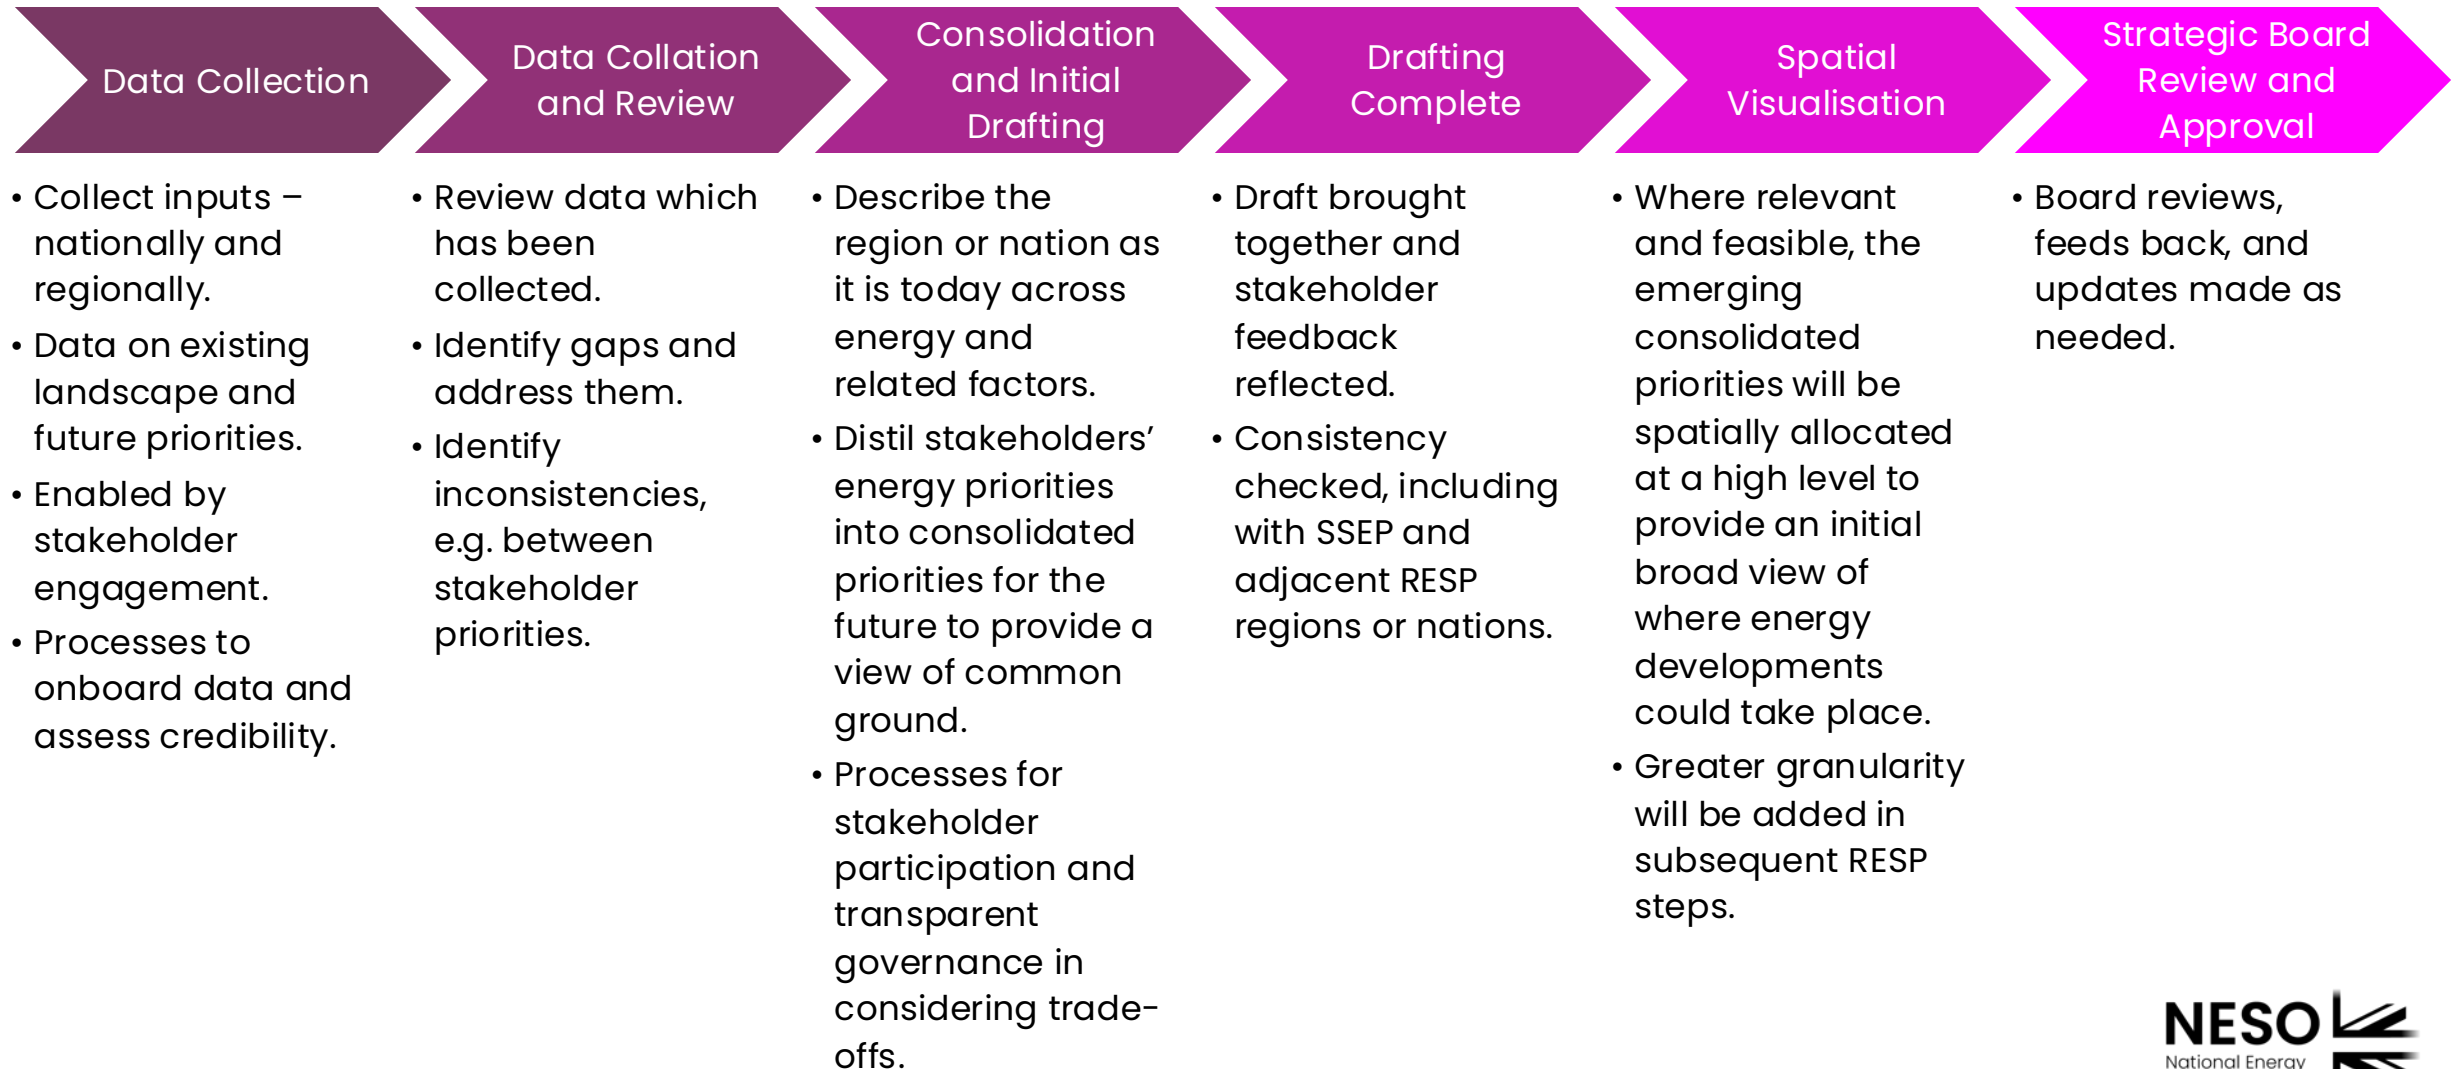 Data Collection
Data Collation
and Review
Consolidation
and Initial
Drafting
Drafting
Complete
Spatial
Visualisation
Strategic Board
Review and
Approval
• Collect inputs –
nationally and
regionally.
• Data on existing
landscape and
future priorities.
• Enabled by
stakeholder
engagement.
• Processes to
onboard data and
assess credibility.
• Review data which
has been
collected.
• Identify gaps and
address them.
• Identify
inconsistencies,
e.g. between
stakeholder
priorities.
• Describe the
region or nation as
it is today across
energy and
related factors.
• Distil stakeholders’
energy priorities
into consolidated
priorities for the
future to provide a
view of common
ground.
• Processes for
stakeholder
participation and
transparent
governance in
considering trade-
offs.
• Draft brought
together and
stakeholder
feedback
reflected.
• Consistency
checked, including
with SSEP and
adjacent RESP
regions or nations.
• Where relevant
and feasible, the
emerging
consolidated
priorities will be
spatially allocated
at a high level to
provide an initial
broad view of
where energy
developments
could take place.
• Greater granularity
will be added in
subsequent RESP
steps.
• Board reviews,
feeds back, and
updates made as
needed.
NESO
National Energy